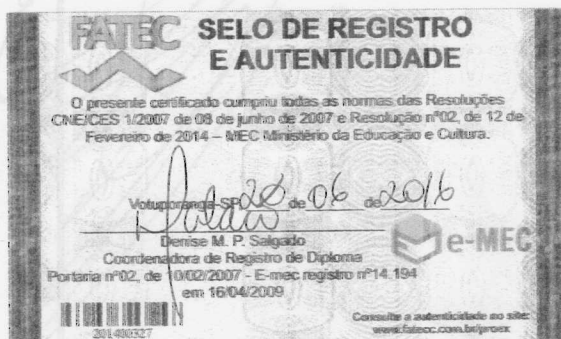 FATEC
SELO DE REGISTRO
E AUTENTICIDADE
O presente certificado cumpriu todas as normas das Resoluções
CNE/CES 1/2007 de 08 de junho de 2007 e Resolução nº02, de 12 de
Fevereiro de 2014 – MEC Ministério da Educação e Cultura.
Votuporanga-SP 28 de 06 de 2016
Denise M. P. Salgado
Coordenadora de Registro de Diploma
Portaria nº02, de 10/02/2007 - E-mec registro nº14.194
em 16/04/2009
e-MEC
201400327
Consulte a autenticidade no site:
www.fatecc.com.br/proex